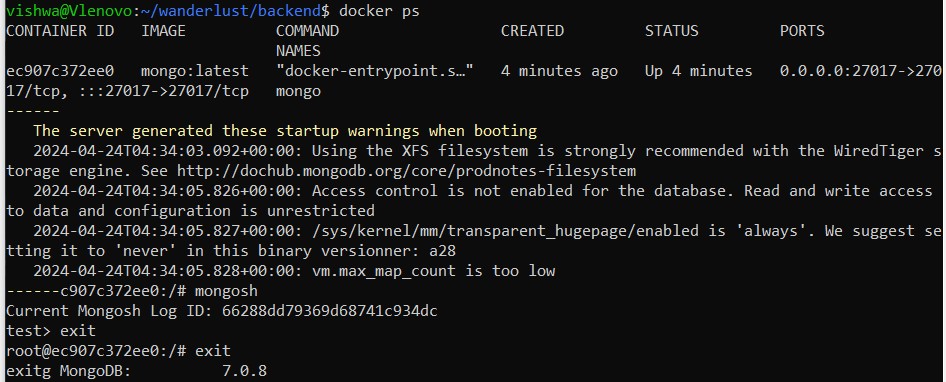 vishwa@Vlenovo:~/wanderlust/backend$ docker ps
CONTAINER ID   IMAGE          COMMAND                  CREATED         STATUS         PORTS
                              NAMES
ec907c372ee0   mongo:latest   "docker-entrypoint.s…"   4 minutes ago   Up 4 minutes   0.0.0.0:27017->270
17/tcp, :::27017->27017/tcp   mongo
------
   The server generated these startup warnings when booting
   2024-04-24T04:34:03.092+00:00: Using the XFS filesystem is strongly recommended with the WiredTiger s
torage engine. See http://dochub.mongodb.org/core/prodnotes-filesystem
   2024-04-24T04:34:05.826+00:00: Access control is not enabled for the database. Read and write access
to data and configuration is unrestricted
   2024-04-24T04:34:05.827+00:00: /sys/kernel/mm/transparent_hugepage/enabled is 'always'. We suggest se
tting it to 'never' in this binary versionner: a28
   2024-04-24T04:34:05.828+00:00: vm.max_map_count is too low
------c907c372ee0:/# mongosh
Current Mongosh Log ID: 66288dd79369d68741c934dc
test> exit
root@ec907c372ee0:/# exit
exitg MongoDB:          7.0.8